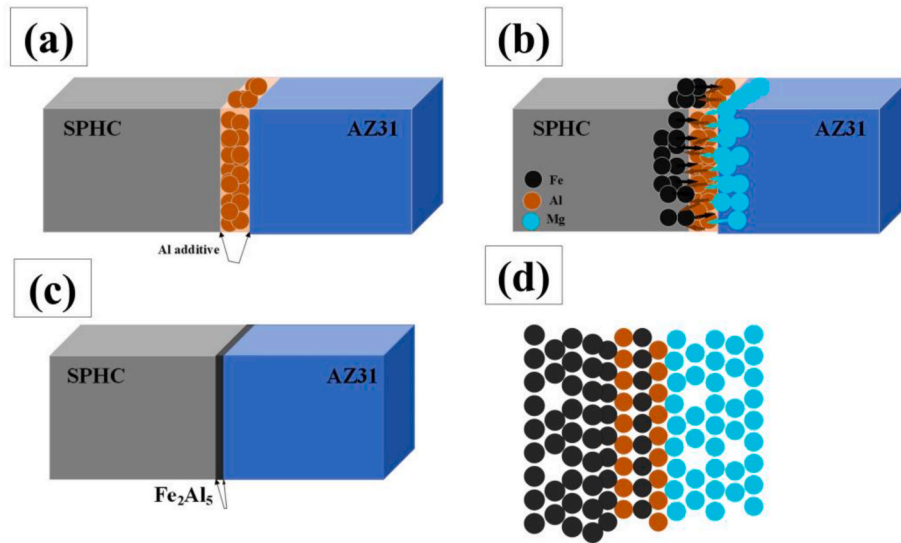 (a)
SPHC
AZ31
Al additive
(b)
SPHC
AZ31
Fe
Al
Mg
(c)
SPHC
AZ31
Fe₂Al₅
(d)